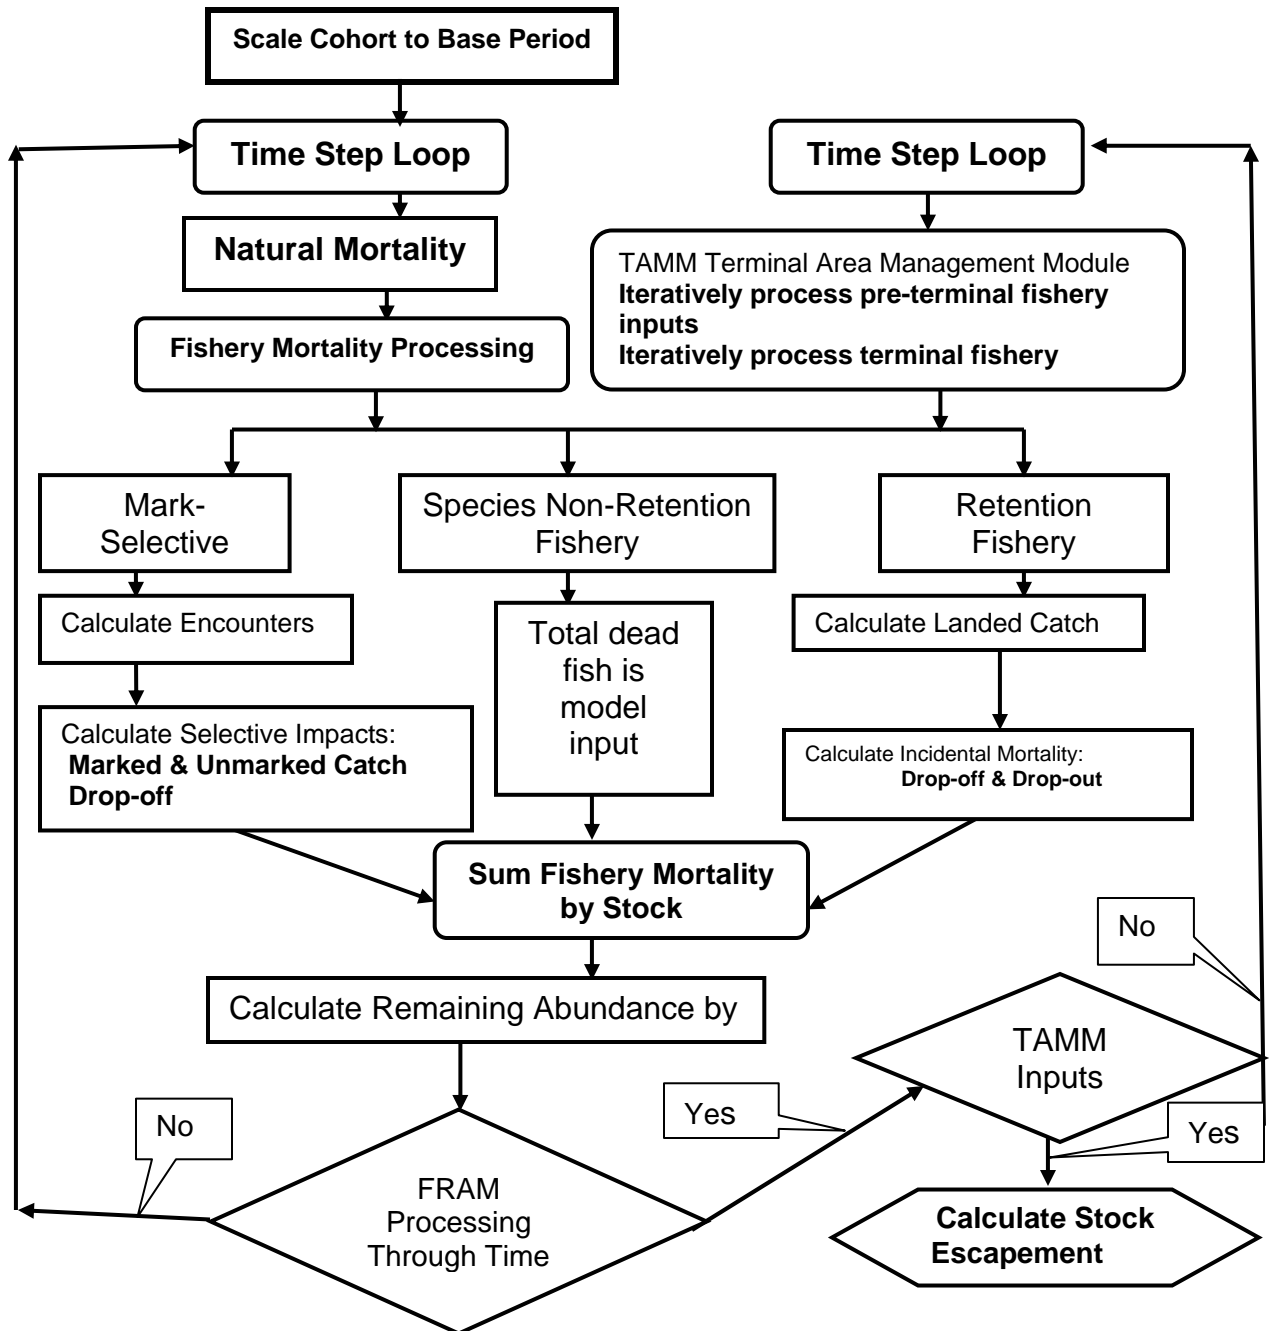 Scale Cohort to Base Period
Time Step Loop
Time Step Loop
Natural Mortality
TAMM Terminal Area Management Module
Iteratively process pre-terminal fishery
inputs
Iteratively process terminal fishery
Fishery Mortality Processing
Mark-
Selective
Species Non-Retention
Fishery
Retention
Fishery
Calculate Encounters
Total dead
fish is
model
input
Calculate Landed Catch
Calculate Selective Impacts:
Marked & Unmarked Catch
Drop-off
Calculate Incidental Mortality:
Drop-off & Drop-out
Sum Fishery Mortality
by Stock
No
Calculate Remaining Abundance by
TAMM
Inputs
Yes
Yes
No
FRAM
Processing
Through Time
Calculate Stock
Escapement